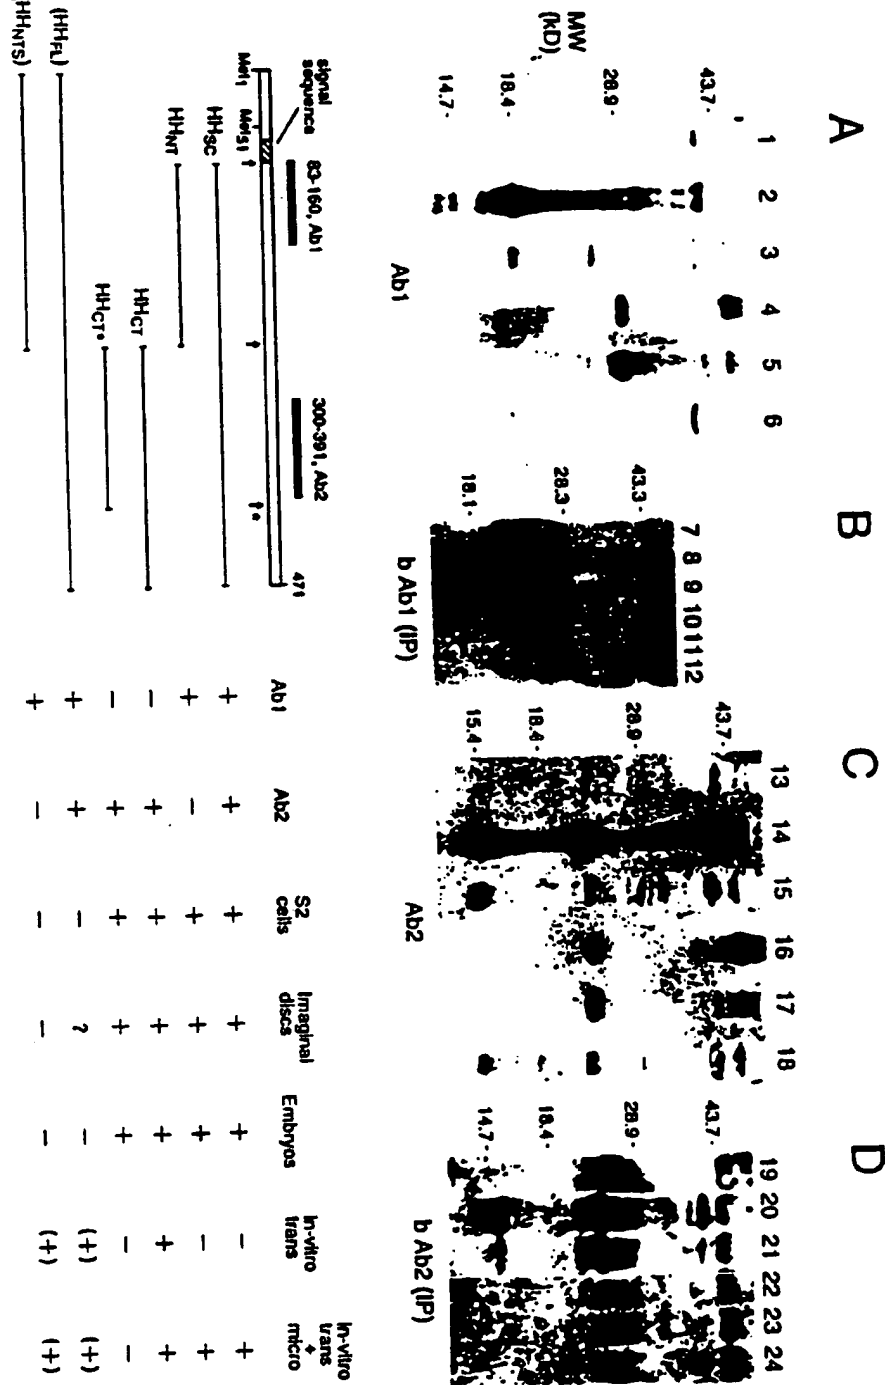 A
MW
(kD)
43.7 -
28.9 -
18.4 -
14.7 -
1 2 3 4 5 6
Ab1
B
43.3 -
28.3 -
18.1 -
7 8 9 10 11 12
b Ab1 (IP)
C
43.7 -
28.9 -
18.4 -
15.4 -
13 14 15 16 17 18
Ab2
D
43.7 -
28.9 -
18.4 -
14.7 -
19 20 21 22 23 24
b Ab2 (IP)
83-160, Ab1
300-391, Ab2
signal
sequence
Met1
Met51
*
471
Ab1 Ab2 S2 cells Imaginal discs Embryos In-vitro trans In-vitro trans + micro
HHSC + + + + + - +
HHNT + - + + + - +
HHCT - + + + + + +
HHCT* - + + + + - -
(HHFL) + + - ? - (+) (+)
HHNTS) + - - - - (+) (+)